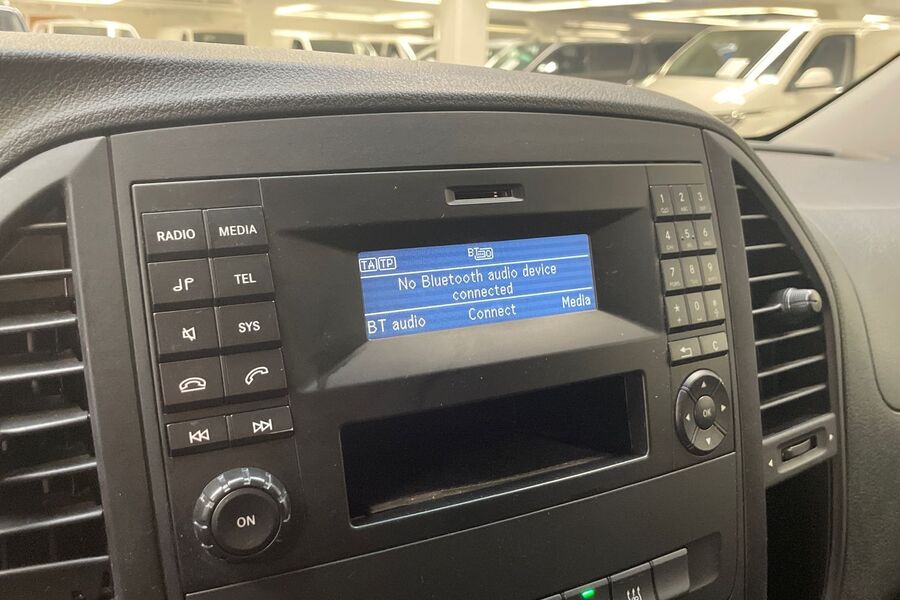 RADIO MEDIA
TEL
SYS
ON
TA TP BT
No Bluetooth audio device
connected
BT audio Connect Media
1 2 3
4 5 6
7 8 9
* 0 #
C
OK